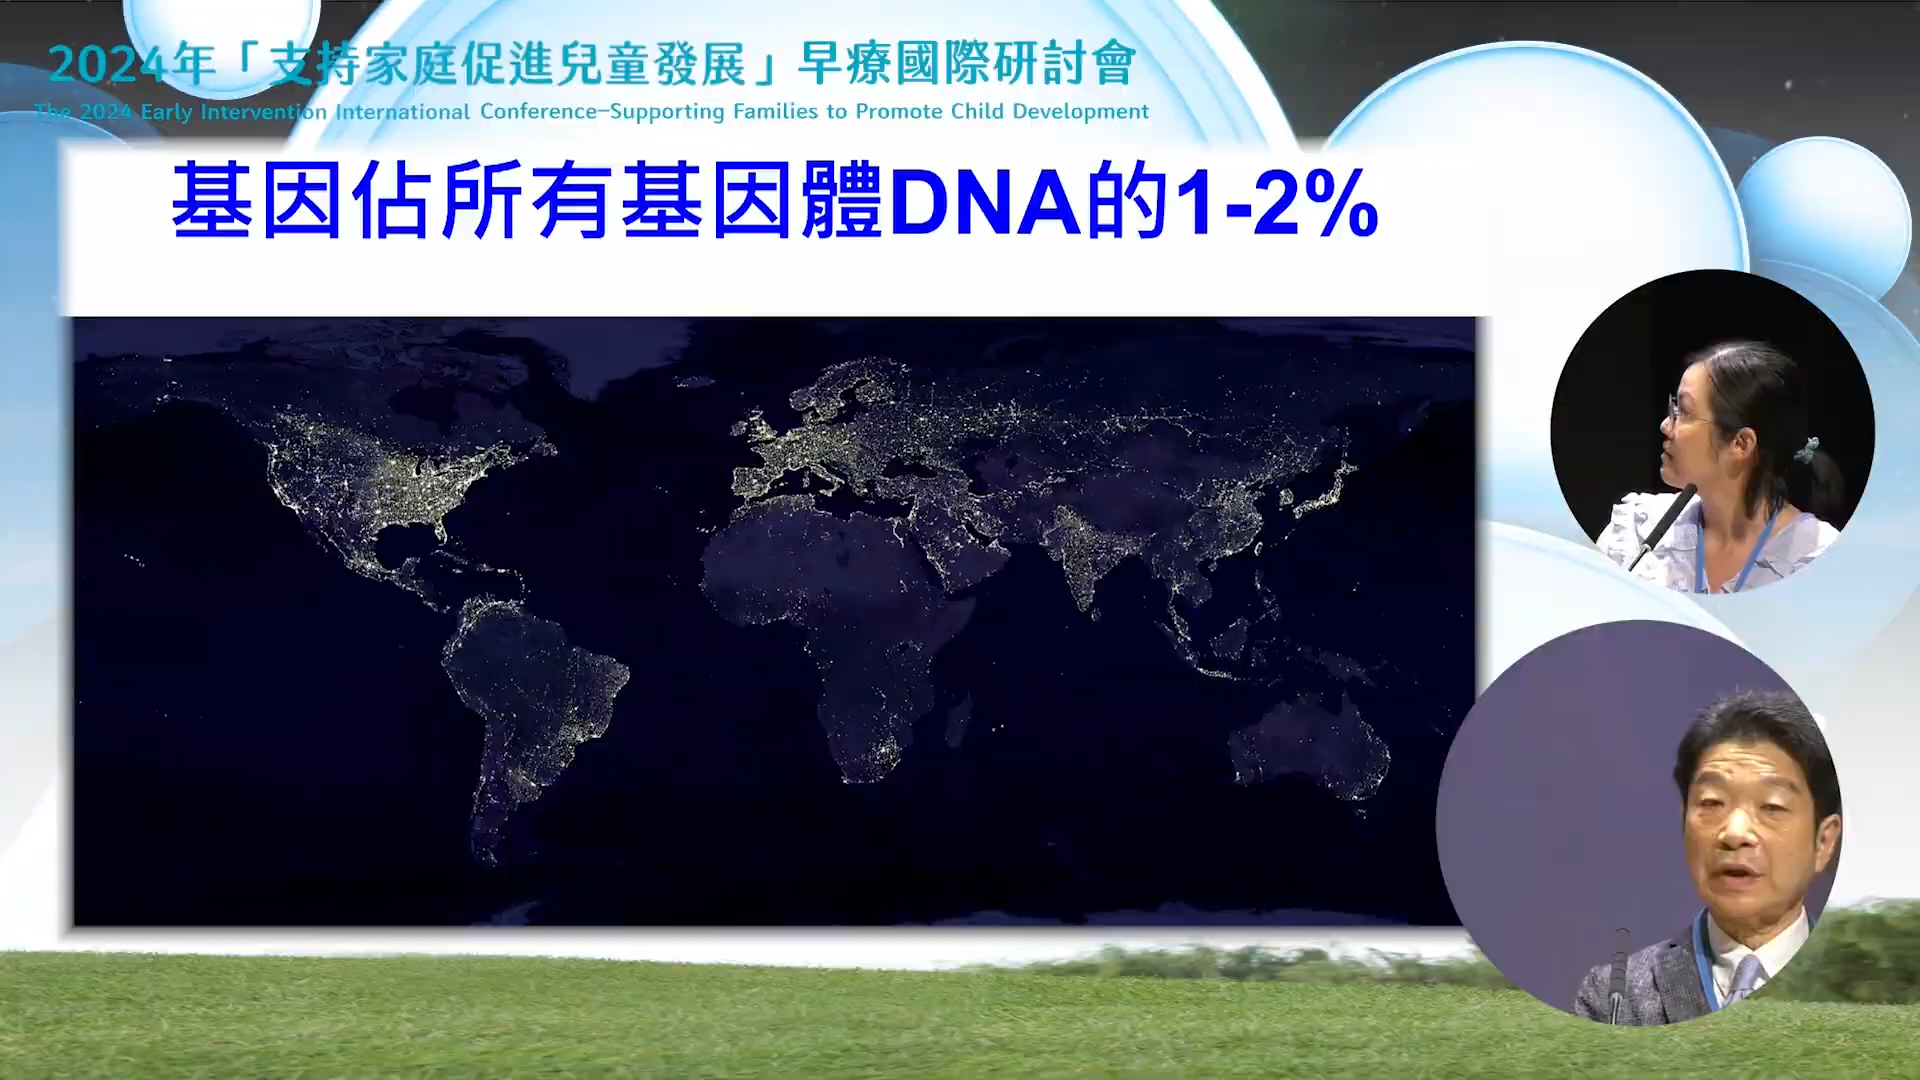 2024年「支持家庭促進兒童發展」早療國際研討會
The 2024 Early Intervention International Conference-Supporting Families to Promote Child Development
基因佔所有基因體DNA的1-2%